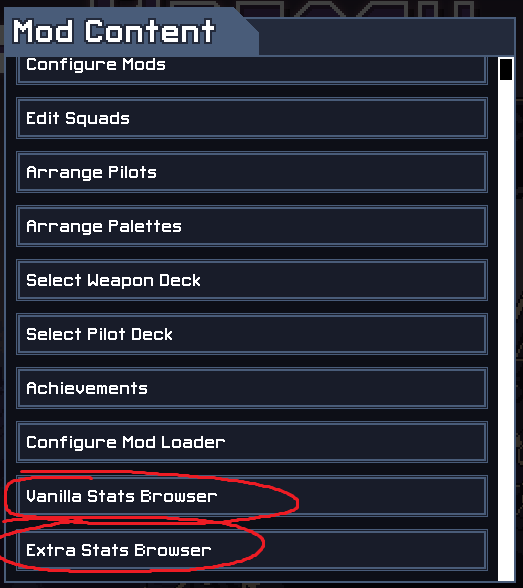 Mod Content
Configure Mods
Edit Squads
Arrange Pilots
Arrange Palettes
Select Weapon Deck
Select Pilot Deck
Achievements
Configure Mod Loader
Vanilla Stats Browser
Extra Stats Browser